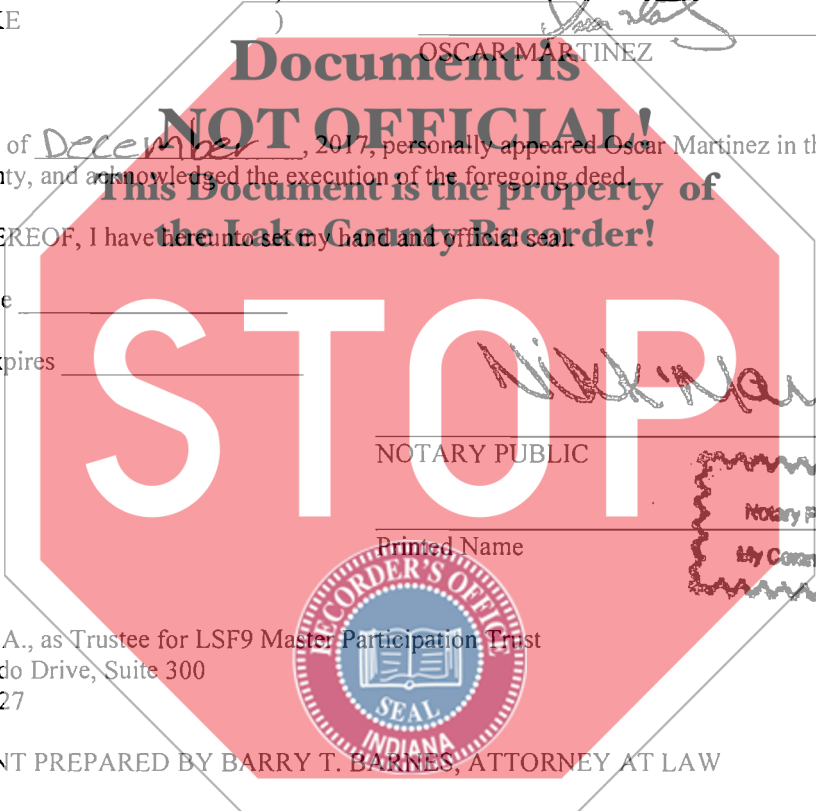 KE )
OSCAR MARTINEZ
Document is
NOT OFFICIAL!
of December, 2017, personally appeared Oscar Martinez in th
nty, and acknowledged the execution of the foregoing deed.
This Document is the property of
the Lake County Recorder!
EREOF, I have hereunto set my hand and official seal.
e
xpires
STOP
NOTARY PUBLIC
Notary P
Printed Name
My Comm
RECORDER'S OFFICE
SEAL
INDIANA
A., as Trustee for LSF9 Master Participation Trust
do Drive, Suite 300
27
NT PREPARED BY BARRY T. BARNES, ATTORNEY AT LAW